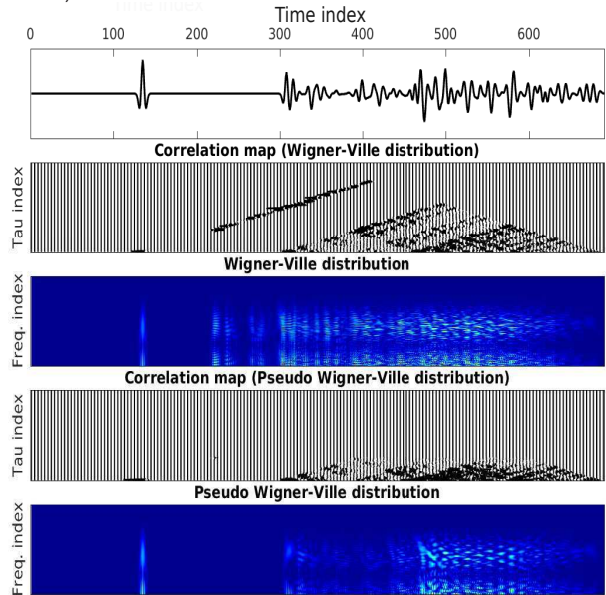 Time index
0 100 200 300 400 500 600
Correlation map (Wigner-Ville distribution)
Tau index
Wigner-Ville distribution
Freq. index
Correlation map (Pseudo Wigner-Ville distribution)
Tau index
Pseudo Wigner-Ville distribution
Freq. index